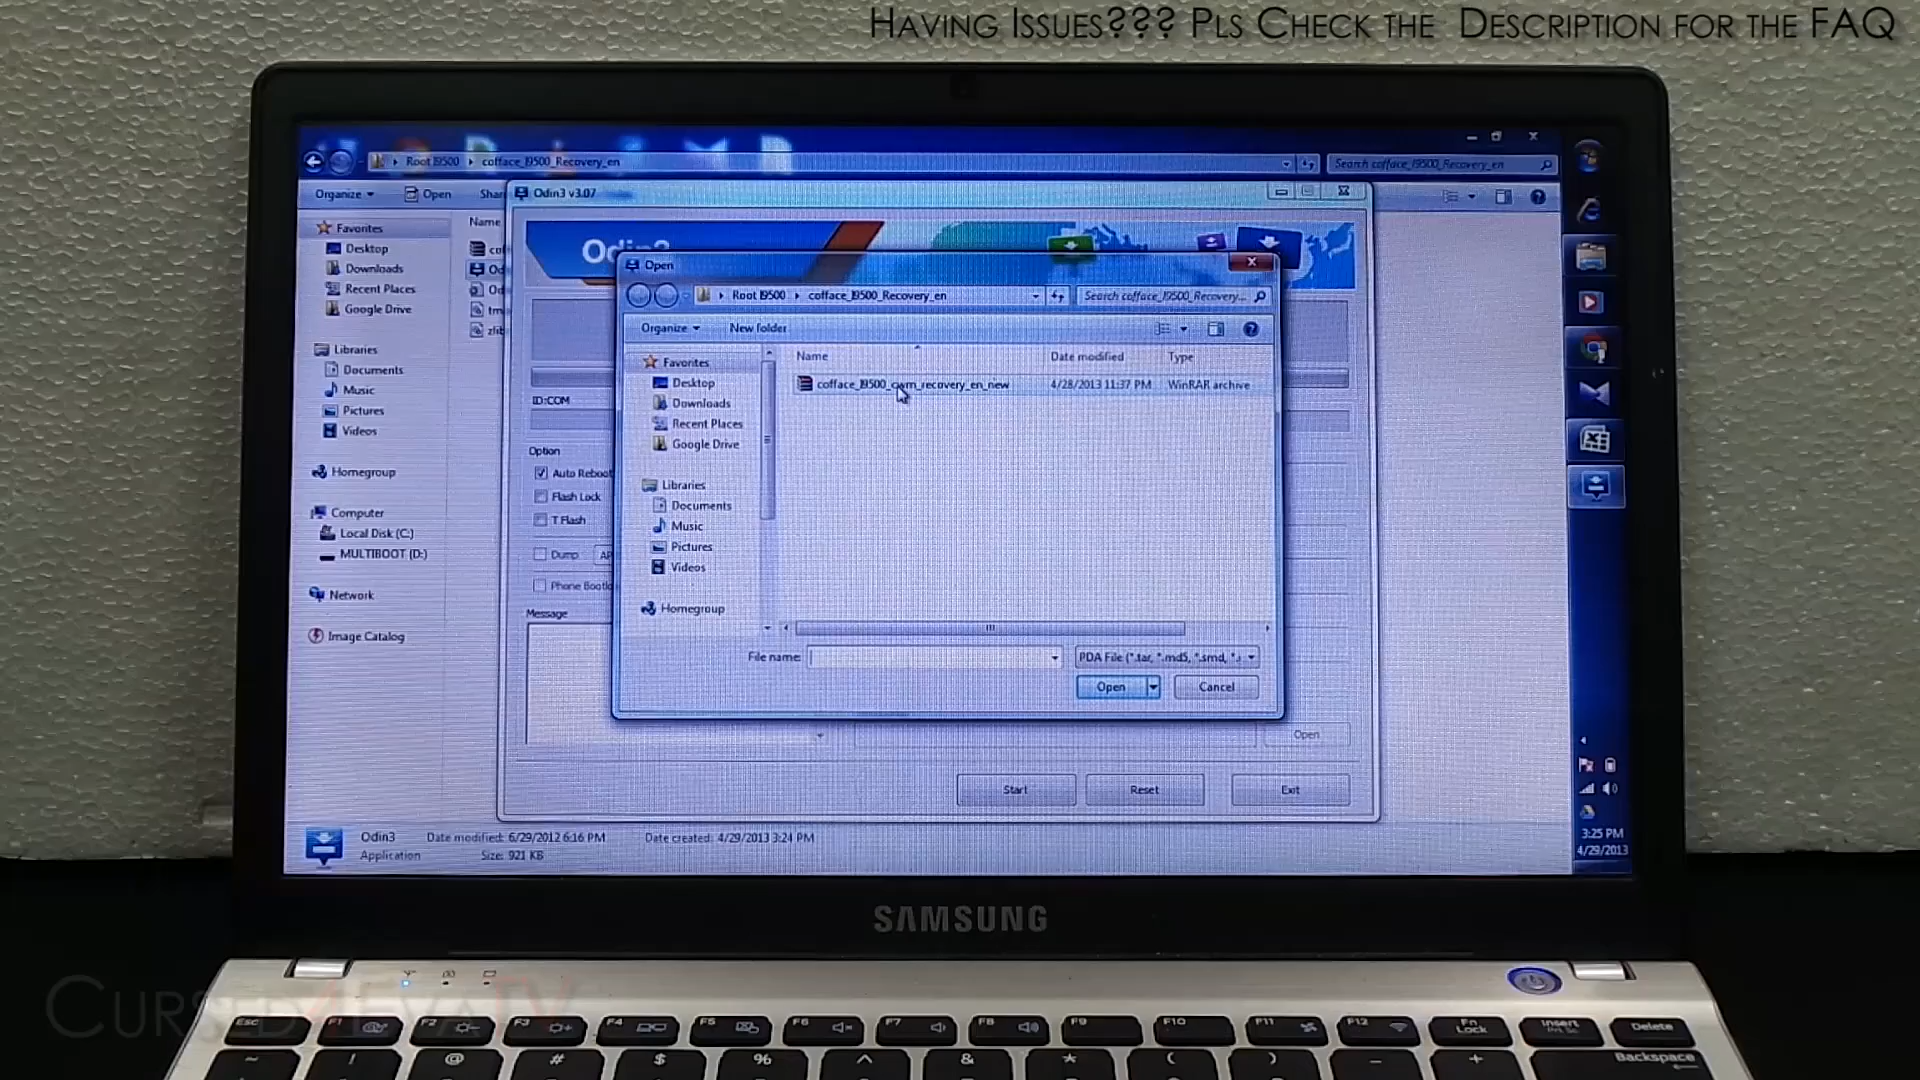 HAVING ISSUES??? PLS CHECK THE DESCRIPTION FOR THE FAQ
Root I9500 cofface_I9500_Recovery_en
Search cofface_I9500_Recovery_en
Organize Open
Odin3 v3.07
Name
Favorites
Desktop
Downloads
Recent Places
Google Drive
Libraries
Documents
Music
Pictures
Videos
Homegroup
Computer
Local Disk (C:)
MULTIBOOT (D:)
Network
Image Catalog
ID:COM
Option
Auto Reboot
Flash Lock
T Flash
Dump
Message
Open
Root I9500 cofface_I9500_Recovery_en
Search cofface_I9500_Recovery...
Organize New folder
Name Date modified Type
cofface_I9500_cwm_recovery_en_new 4/28/2013 11:37 PM WinRAR archive
Favorites
Desktop
Downloads
Recent Places
Google Drive
Libraries
Documents
Music
Pictures
Videos
Homegroup
File name:
PDA File (*.tar, *.md5, *.smd, *.
Open Cancel
Open
Start Reset Exit
Odin3 Date modified: 6/29/2012 6:16 PM Date created: 4/29/2013 3:24 PM
Application Size: 921 KB
3:25 PM
4/29/2013
SAMSUNG
CURSED4EVATV
Esc F1 F2 F3 F4 F5 F6 F7 F8 F9 F10 F11 F12 Fn Lock Insert Prt Sc Delete
~ ! @ # $ % ^ & * ( ) _ + Backspace